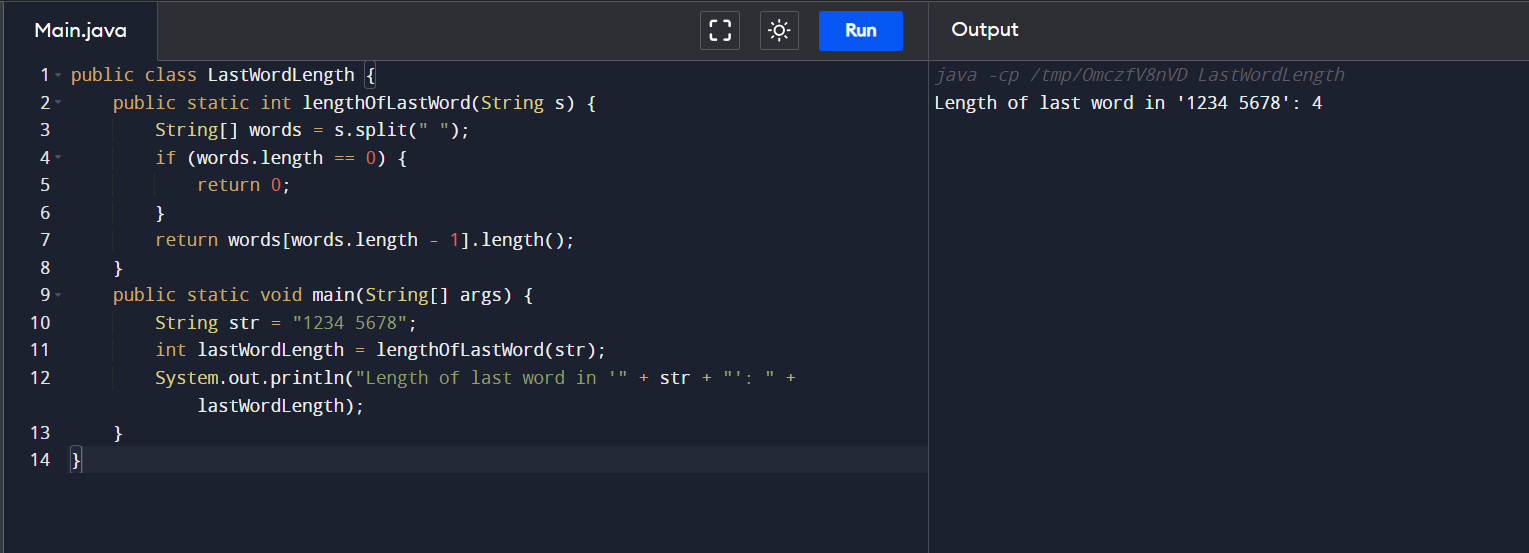 Main.java
Run
Output
1 public class LastWordLength {
2     public static int lengthOfLastWord(String s) {
3         String[] words = s.split(" ");
4         if (words.length == 0) {
5             return 0;
6         }
7         return words[words.length - 1].length();
8     }
9     public static void main(String[] args) {
10         String str = "1234 5678";
11         int lastWordLength = lengthOfLastWord(str);
12         System.out.println("Length of last word in '" + str + "': " +
            lastWordLength);
13     }
14 }
java -cp /tmp/OmczfV8nVD LastWordLength
Length of last word in '1234 5678': 4